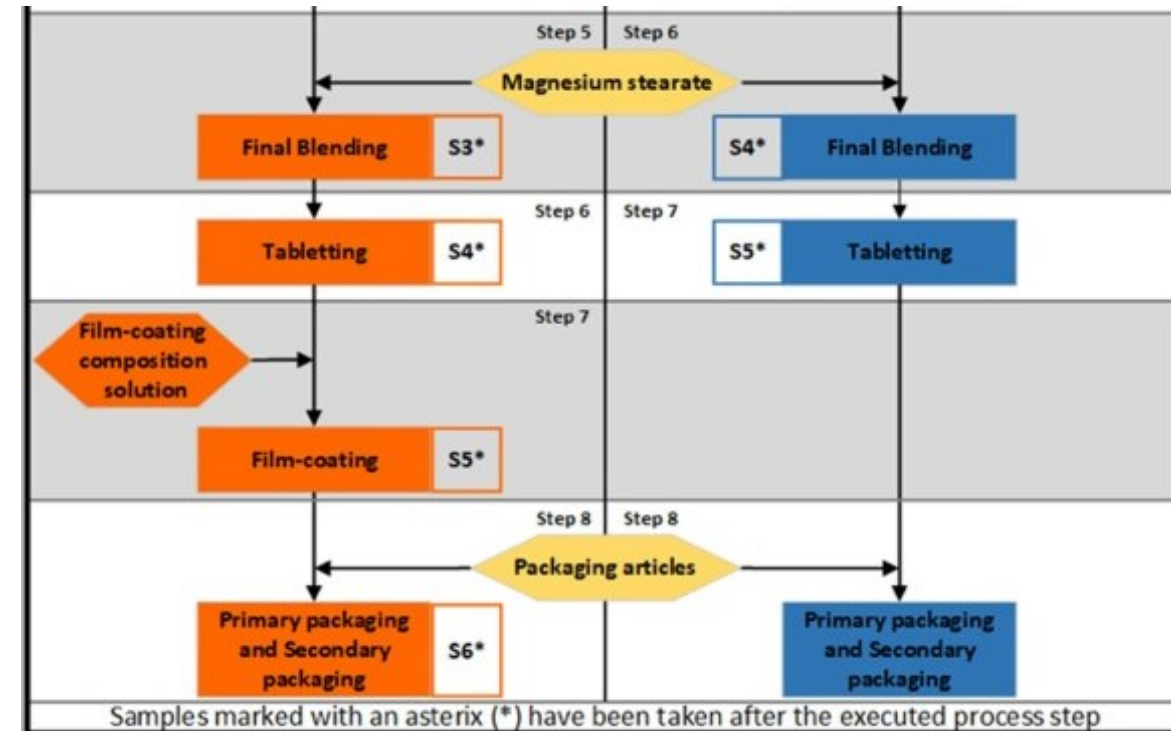 Step 5 Step 6
Magnesium stearate
Final Blending S3* S4* Final Blending
Step 6 Step 7
Tabletting S4* S5* Tabletting
Step 7
Film-coating
composition
solution
Film-coating S5*
Step 8 Step 8
Packaging articles
Primary packaging
and Secondary
packaging
S6*
Primary packaging
and Secondary
packaging
Samples marked with an asterix (*) have been taken after the executed process step